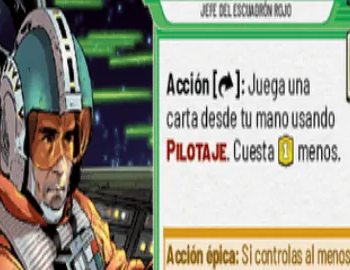 JEFE DEL ESCUADRÓN ROJO
Acción [ ]: Juega una
carta desde tu mano usando
PILOTAJE. Cuesta 1 menos.
Acción épica: Si controlas al menos